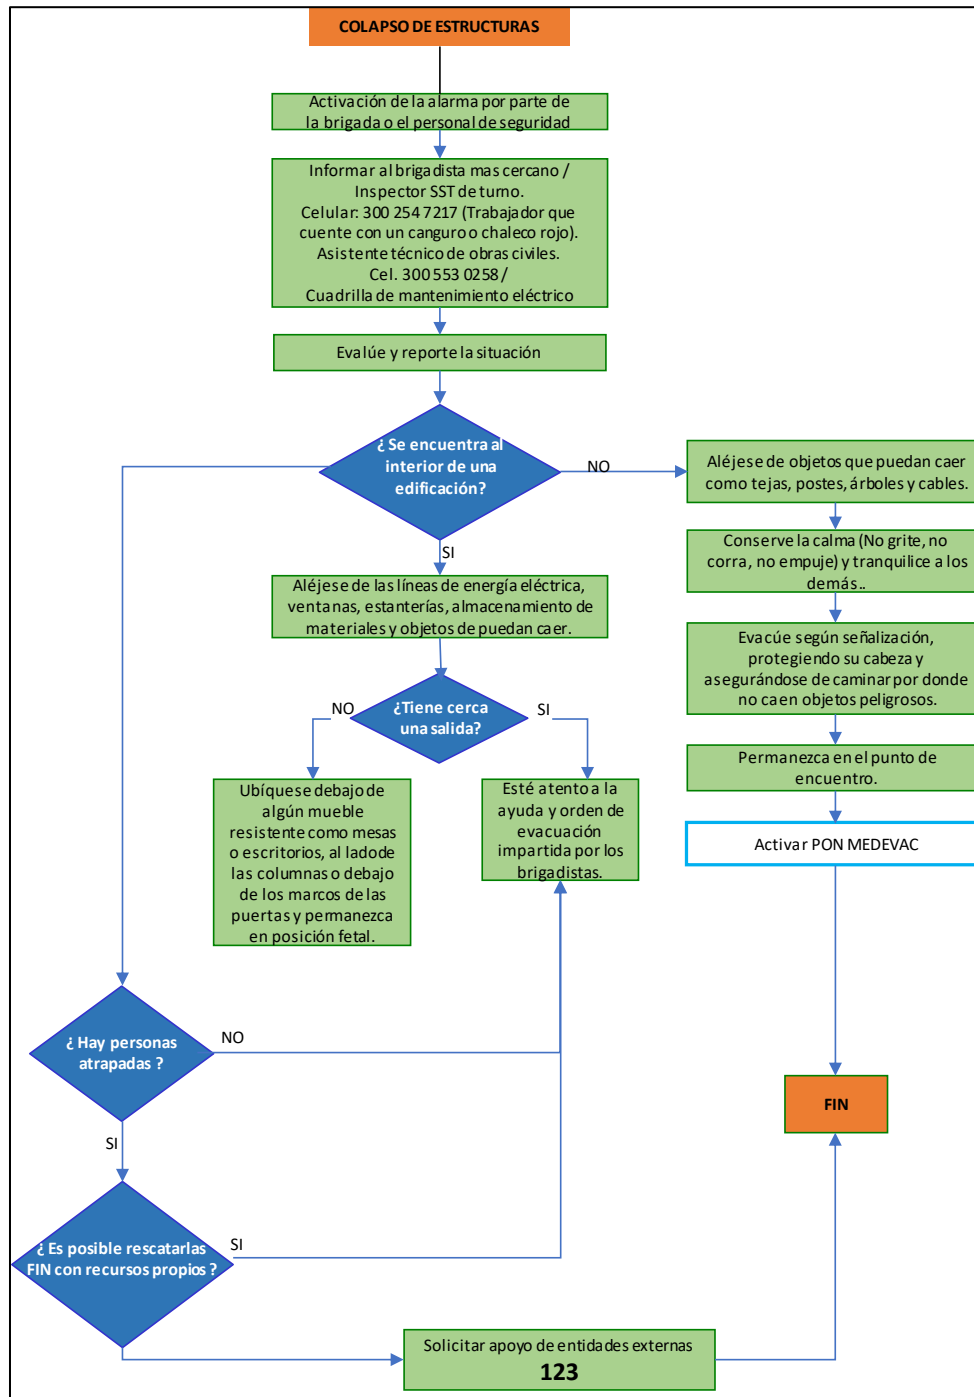 COLAPSO DE ESTRUCTURAS
Activación de la alarma por parte de
la brigada o el personal de seguridad
Informar al brigadista mas cercano /
Inspector SST de turno.
Celular: 300 254 7217 (Trabajador que
cuente con un canguro o chaleco rojo).
Asistente técnico de obras civiles.
Cel. 300 553 0258 /
Cuadrilla de mantenimiento eléctrico
Evalúe y reporte la situación
¿ Se encuentra al
interior de una
edificación?
NO
SI
Aléjese de objetos que puedan caer
como tejas, postes, árboles y cables.
Conserve la calma (No grite, no
corra, no empuje) y tranquilice a los
demás..
Evacúe según señalización,
protegiendo su cabeza y
asegurándose de caminar por donde
no caen objetos peligrosos.
Permanezca en el punto de
encuentro.
Activar PON MEDEVAC
Aléjese de las líneas de energía eléctrica,
ventanas, estanterías, almacenamiento de
materiales y objetos de puedan caer.
¿Tiene cerca
una salida?
NO
SI
Ubíquese debajo de
algún mueble
resistente como mesas
o escritorios, al lado de
las columnas o debajo
de los marcos de las
puertas y permanezca
en posición fetal.
Esté atento a la
ayuda y orden de
evacuación
impartida por los
brigadistas.
¿ Hay personas
atrapadas ?
NO
SI
¿ Es posible rescatarlas
FIN con recursos propios ?
SI
Solicitar apoyo de entidades externas
123
FIN